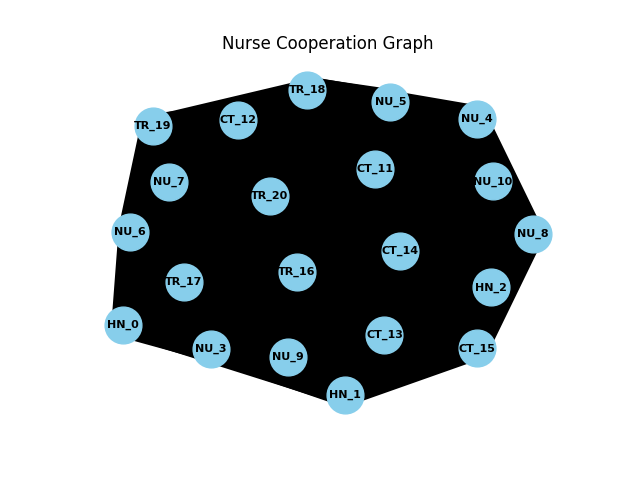 Nurse Cooperation Graph
TR_18
NU_5
TR_19
CT_12
NU_4
CT_11
NU_7
NU_10
TR_20
NU_6
NU_8
CT_14
TR_16
TR_17
HN_2
HN_0
CT_13
NU_3
CT_15
NU_9
HN_1